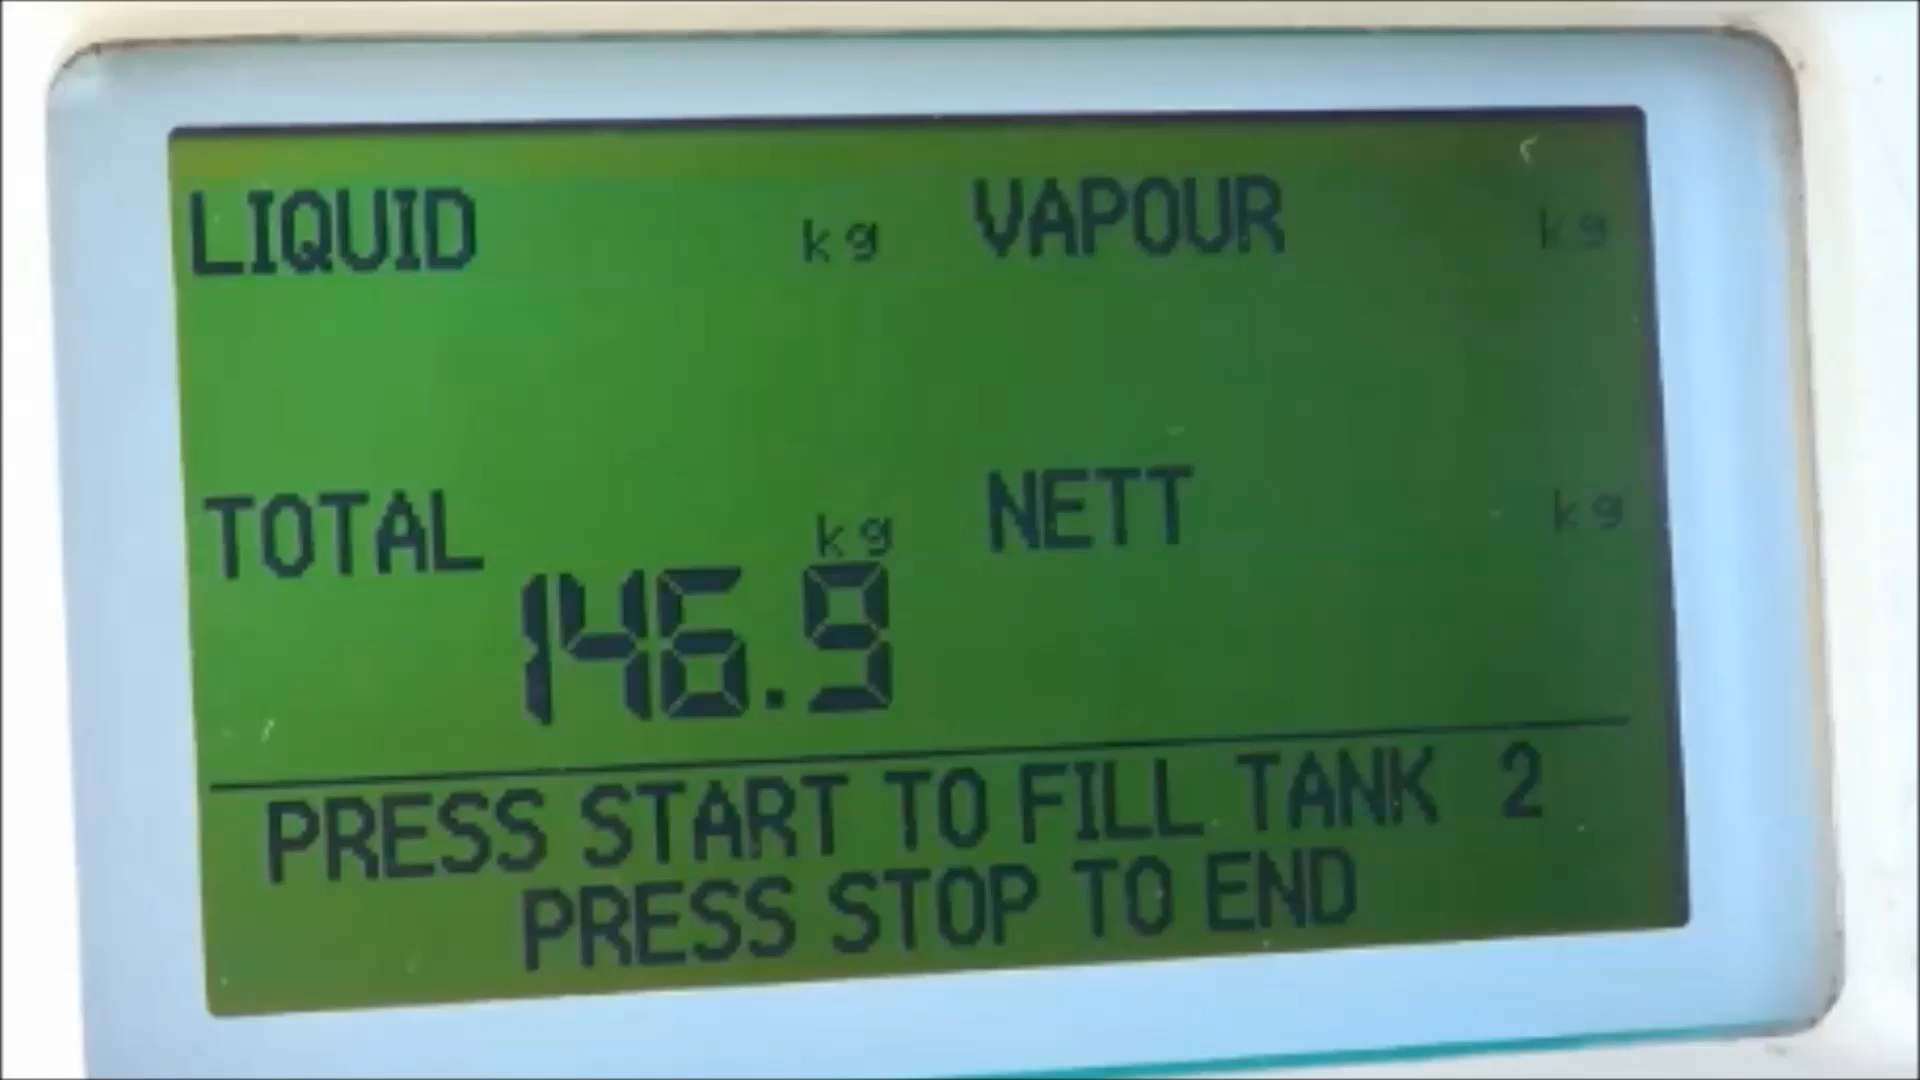 LIQUID kg VAPOUR kg
TOTAL kg NETT kg
146.9
PRESS START TO FILL TANK 2
PRESS STOP TO END